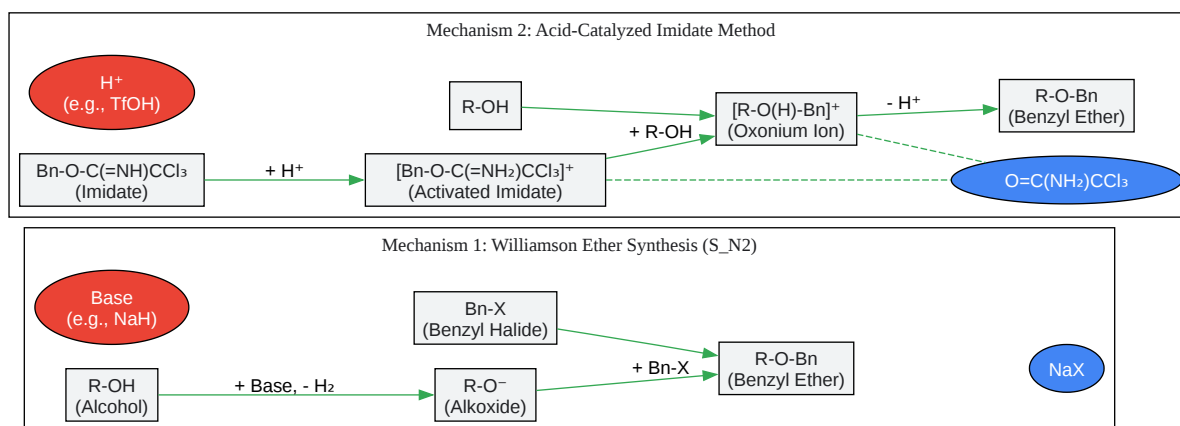 Mechanism 2: Acid-Catalyzed Imidate Method
H⁺
(e.g., TfOH)
R-OH
[R-O(H)-Bn]⁺
(Oxonium Ion)
- H⁺
R-O-Bn
(Benzyl Ether)
+ R-OH
Bn-O-C(=NH)CCl₃
(Imidate)
+ H⁺
[Bn-O-C(=NH₂)CCl₃]⁺
(Activated Imidate)
O=C(NH₂)CCl₃
Mechanism 1: Williamson Ether Synthesis (S_N2)
Base
(e.g., NaH)
Bn-X
(Benzyl Halide)
R-OH
(Alcohol)
+ Base, - H₂
R-O⁻
(Alkoxide)
+ Bn-X
R-O-Bn
(Benzyl Ether)
NaX